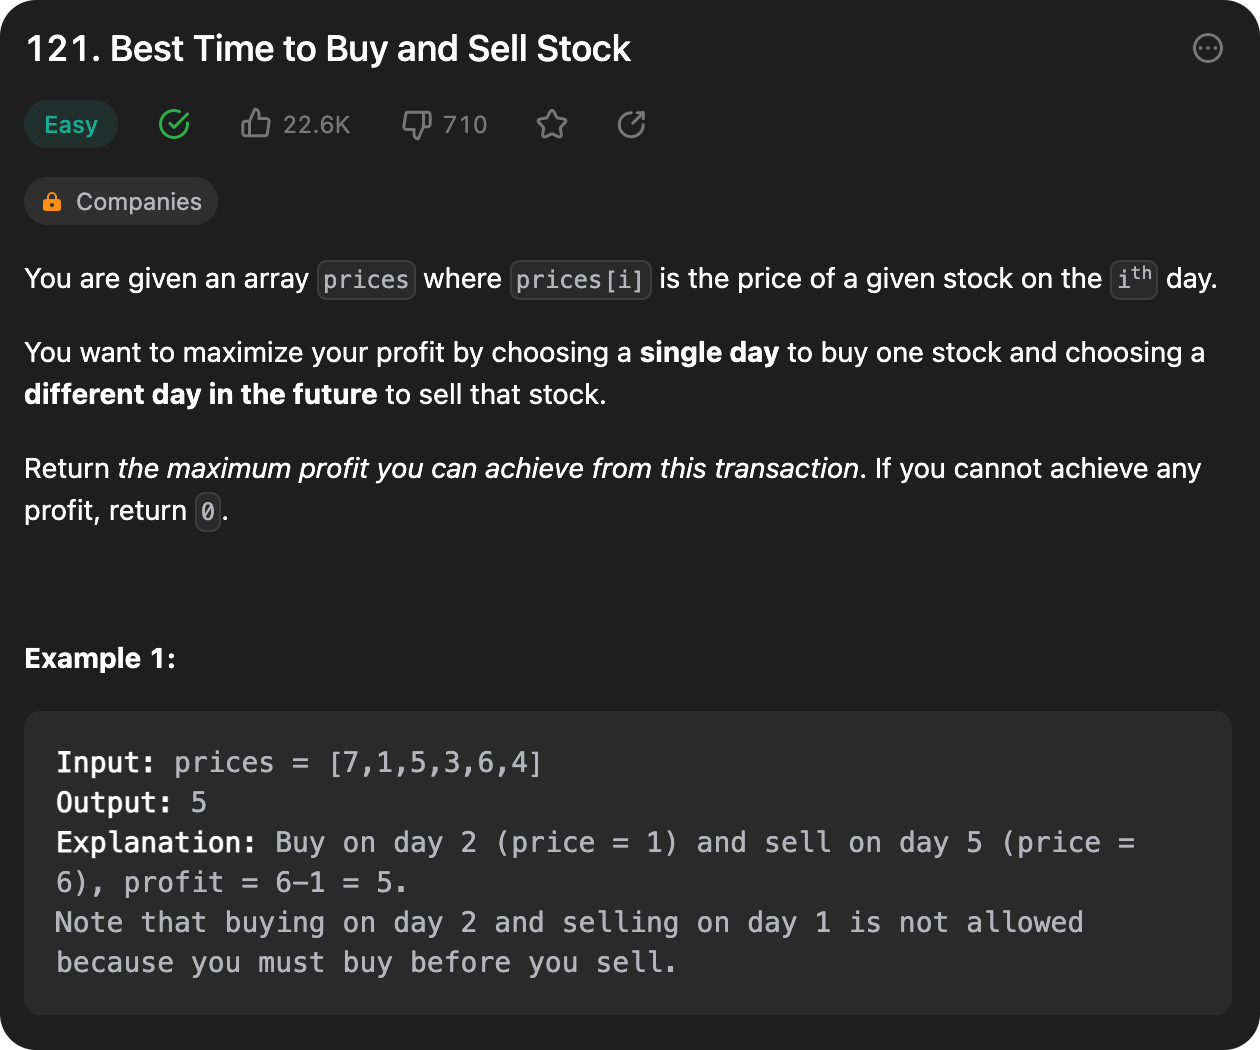 121. Best Time to Buy and Sell Stock
Easy 22.6K 710
Companies
You are given an array prices where prices[i] is the price of a given stock on the ith day.
You want to maximize your profit by choosing a single day to buy one stock and choosing a
different day in the future to sell that stock.
Return the maximum profit you can achieve from this transaction. If you cannot achieve any
profit, return 0.
Example 1:
Input: prices = [7,1,5,3,6,4]
Output: 5
Explanation: Buy on day 2 (price = 1) and sell on day 5 (price =
6), profit = 6-1 = 5.
Note that buying on day 2 and selling on day 1 is not allowed
because you must buy before you sell.